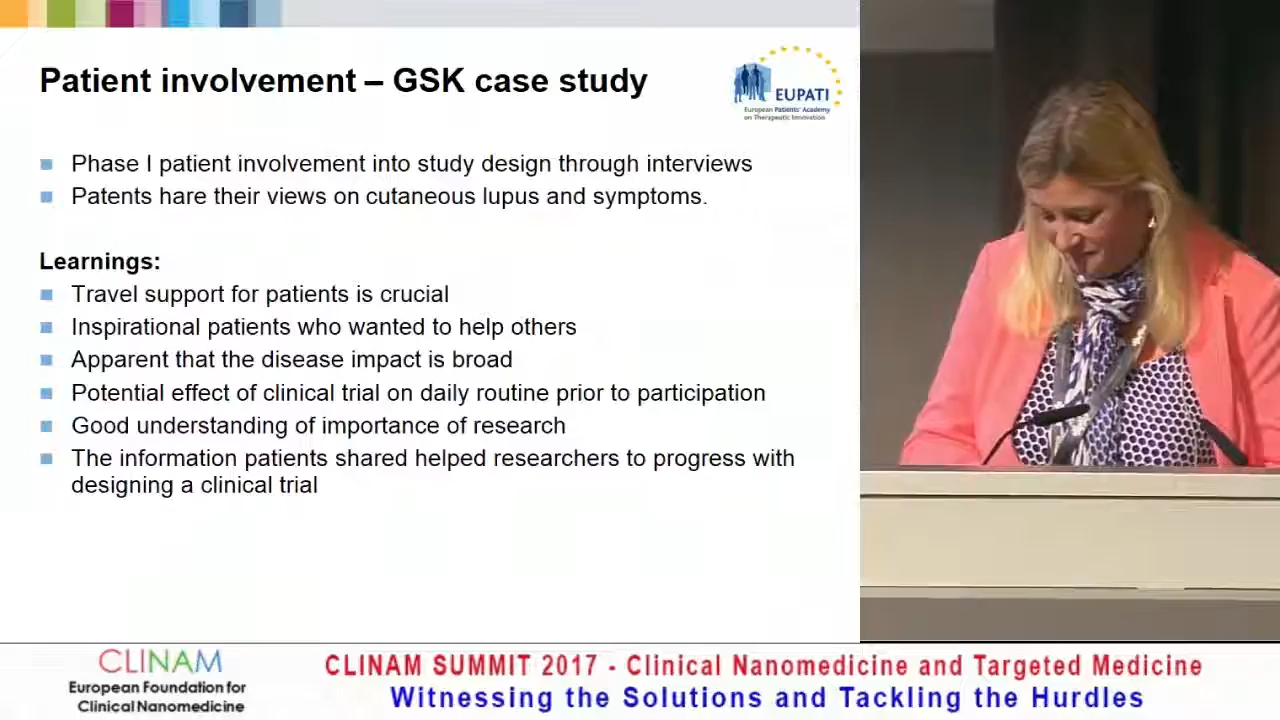 Patient involvement – GSK case study
EUPATI
European Patients' Academy
on Therapeutic Innovation
Phase I patient involvement into study design through interviews
Patents hare their views on cutaneous lupus and symptoms.
Learnings:
Travel support for patients is crucial
Inspirational patients who wanted to help others
Apparent that the disease impact is broad
Potential effect of clinical trial on daily routine prior to participation
Good understanding of importance of research
The information patients shared helped researchers to progress with
designing a clinical trial
CLINAM
European Foundation for
Clinical Nanomedicine
CLINAM SUMMIT 2017 - Clinical Nanomedicine and Targeted Medicine
Witnessing the Solutions and Tackling the Hurdles